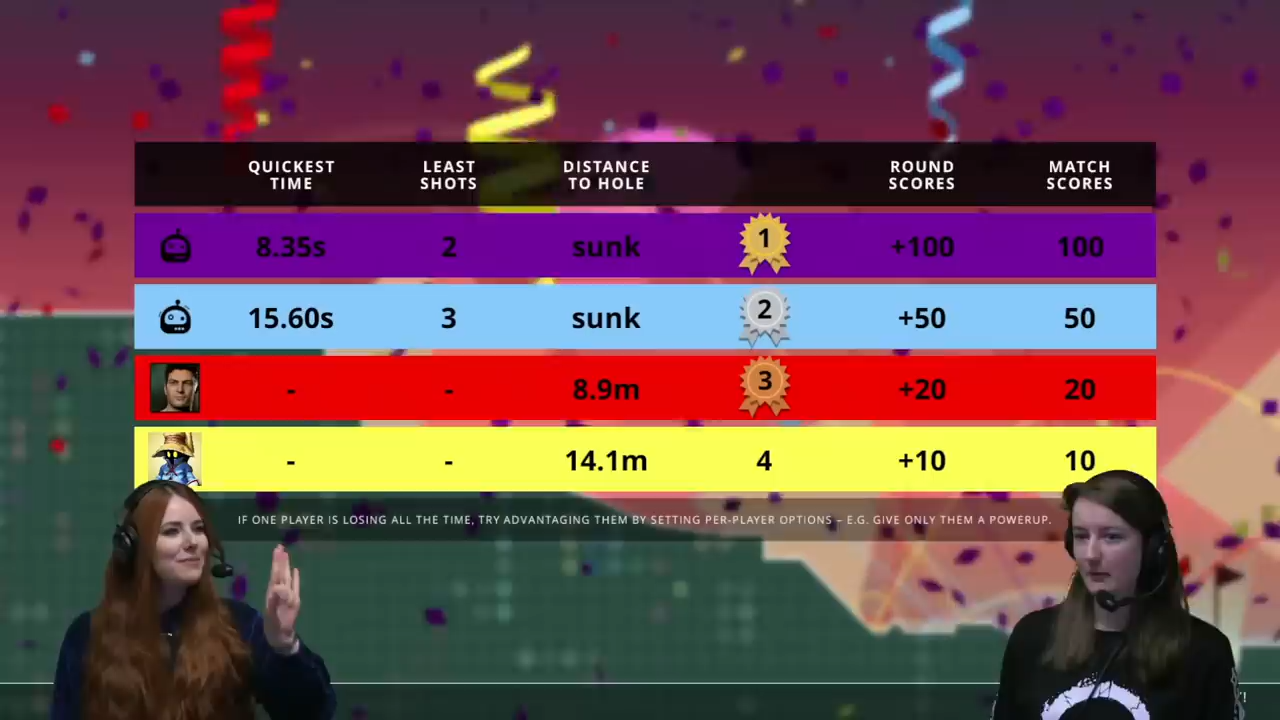 QUICKEST TIME LEAST SHOTS DISTANCE TO HOLE ROUND SCORES MATCH SCORES
8.35s 2 sunk 1 +100 100
15.60s 3 sunk 2 +50 50
- - 8.9m 3 +20 20
- - 14.1m 4 +10 10
IF ONE PLAYER IS LOSING ALL THE TIME, TRY ADVANTAGING THEM BY SETTING PER-PLAYER OPTIONS – E.G. GIVE ONLY THEM A POWERUP.